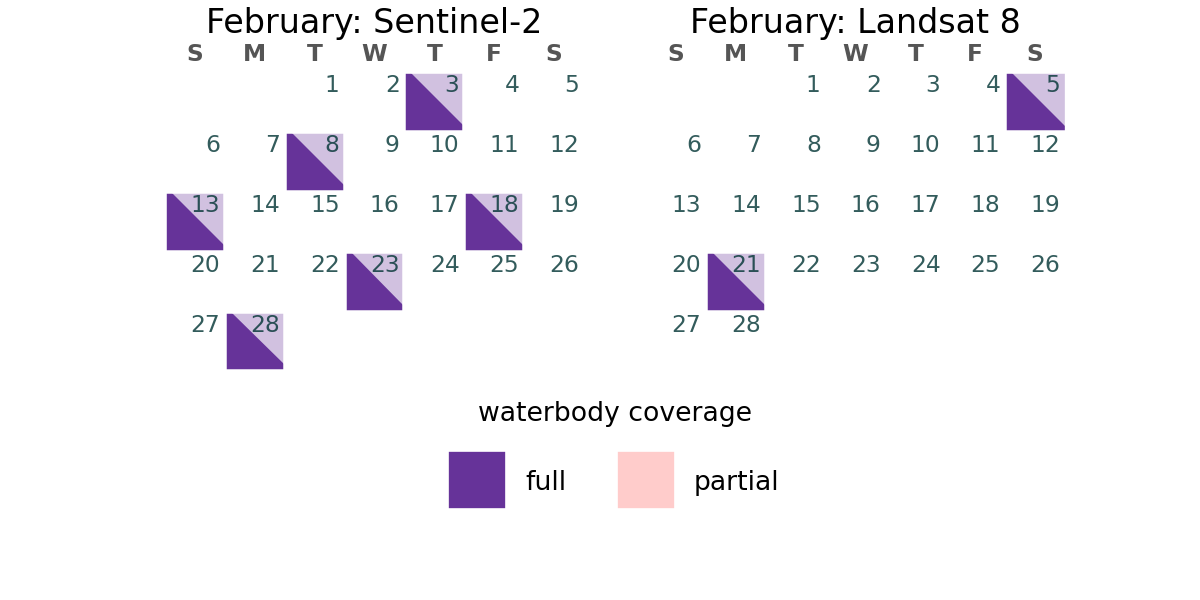 February: Sentinel-2
S M T W T F S
1 2 3 4 5
6 7 8 9 10 11 12
13 14 15 16 17 18 19
20 21 22 23 24 25 26
27 28
February: Landsat 8
S M T W T F S
1 2 3 4 5
6 7 8 9 10 11 12
13 14 15 16 17 18 19
20 21 22 23 24 25 26
27 28
waterbody coverage
full partial